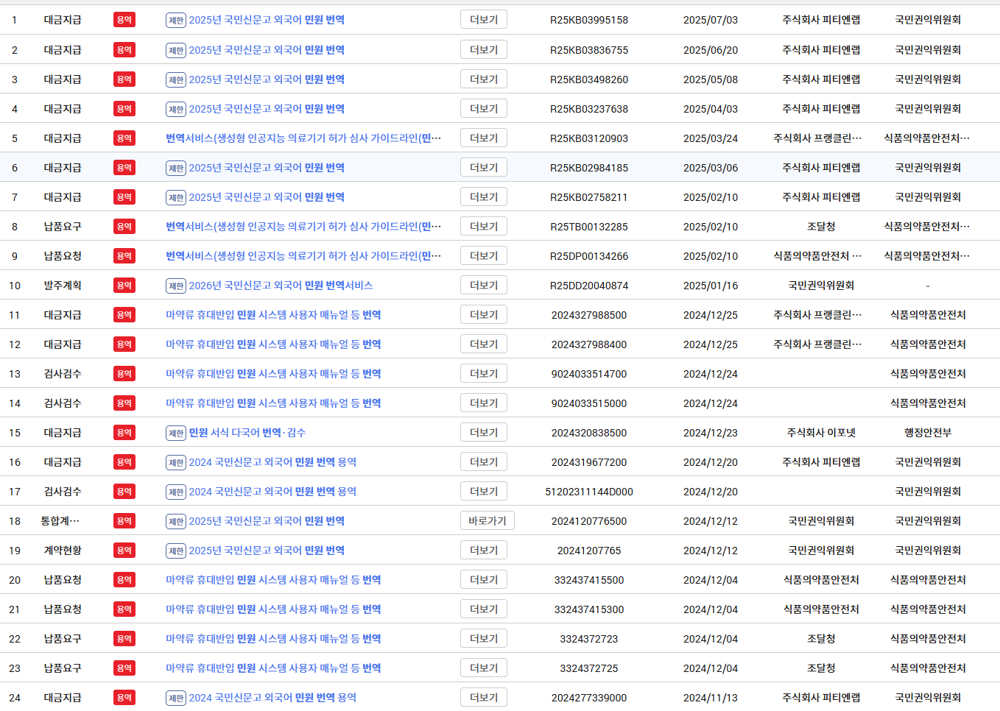 1 대금지급 용역 제한 2025년 국민신문고 외국어 민원 번역 더보기 R25KB03995158 2025/07/03 주식회사 피티엔랩 국민권익위원회
2 대금지급 용역 제한 2025년 국민신문고 외국어 민원 번역 더보기 R25KB03836755 2025/06/20 주식회사 피티엔랩 국민권익위원회
3 대금지급 용역 제한 2025년 국민신문고 외국어 민원 번역 더보기 R25KB03498260 2025/05/08 주식회사 피티엔랩 국민권익위원회
4 대금지급 용역 제한 2025년 국민신문고 외국어 민원 번역 더보기 R25KB03237638 2025/04/03 주식회사 피티엔랩 국민권익위원회
5 대금지급 용역 번역서비스(생성형 인공지능 의료기기 허가 심사 가이드라인(민··· 더보기 R25KB03120903 2025/03/24 주식회사 프랭클린··· 식품의약품안전처···
6 대금지급 용역 제한 2025년 국민신문고 외국어 민원 번역 더보기 R25KB02984185 2025/03/06 주식회사 피티엔랩 국민권익위원회
7 대금지급 용역 제한 2025년 국민신문고 외국어 민원 번역 더보기 R25KB02758211 2025/02/10 주식회사 피티엔랩 국민권익위원회
8 납품요구 용역 번역서비스(생성형 인공지능 의료기기 허가 심사 가이드라인(민··· 더보기 R25TB00132285 2025/02/10 조달청 식품의약품안전처···
9 납품요청 용역 번역서비스(생성형 인공지능 의료기기 허가 심사 가이드라인(민··· 더보기 R25DP00134266 2025/02/10 식품의약품안전처 ··· 식품의약품안전처···
10 발주계획 용역 제한 2026년 국민신문고 외국어 민원 번역서비스 더보기 R25DD20040874 2025/01/16 국민권익위원회 -
11 대금지급 용역 마약류 휴대반입 민원 시스템 사용자 매뉴얼 등 번역 더보기 2024327988500 2024/12/25 주식회사 프랭클린··· 식품의약품안전처
12 대금지급 용역 마약류 휴대반입 민원 시스템 사용자 매뉴얼 등 번역 더보기 2024327988400 2024/12/25 주식회사 프랭클린··· 식품의약품안전처
13 검사검수 용역 마약류 휴대반입 민원 시스템 사용자 매뉴얼 등 번역 더보기 9024033514700 2024/12/24 식품의약품안전처
14 검사검수 용역 마약류 휴대반입 민원 시스템 사용자 매뉴얼 등 번역 더보기 9024033515000 2024/12/24 식품의약품안전처
15 대금지급 용역 제한 민원 서식 다국어 번역·감수 더보기 2024320838500 2024/12/23 주식회사 이포넷 행정안전부
16 대금지급 용역 제한 2024 국민신문고 외국어 민원 번역 용역 더보기 2024319677200 2024/12/20 주식회사 피티엔랩 국민권익위원회
17 검사검수 용역 제한 2024 국민신문고 외국어 민원 번역 용역 더보기 51202311144D000 2024/12/20 국민권익위원회
18 통합계··· 용역 제한 2025년 국민신문고 외국어 민원 번역 바로가기 2024120776500 2024/12/12 국민권익위원회 국민권익위원회
19 계약현황 용역 제한 2025년 국민신문고 외국어 민원 번역 더보기 20241207765 2024/12/12 국민권익위원회 국민권익위원회
20 납품요청 용역 마약류 휴대반입 민원 시스템 사용자 매뉴얼 등 번역 더보기 332437415500 2024/12/04 식품의약품안전처 식품의약품안전처
21 납품요청 용역 마약류 휴대반입 민원 시스템 사용자 매뉴얼 등 번역 더보기 332437415300 2024/12/04 식품의약품안전처 식품의약품안전처
22 납품요구 용역 마약류 휴대반입 민원 시스템 사용자 매뉴얼 등 번역 더보기 3324372723 2024/12/04 조달청 식품의약품안전처
23 납품요구 용역 마약류 휴대반입 민원 시스템 사용자 매뉴얼 등 번역 더보기 3324372725 2024/12/04 조달청 식품의약품안전처
24 대금지급 용역 제한 2024 국민신문고 외국어 민원 번역 용역 더보기 2024277339000 2024/11/13 주식회사 피티엔랩 국민권익위원회